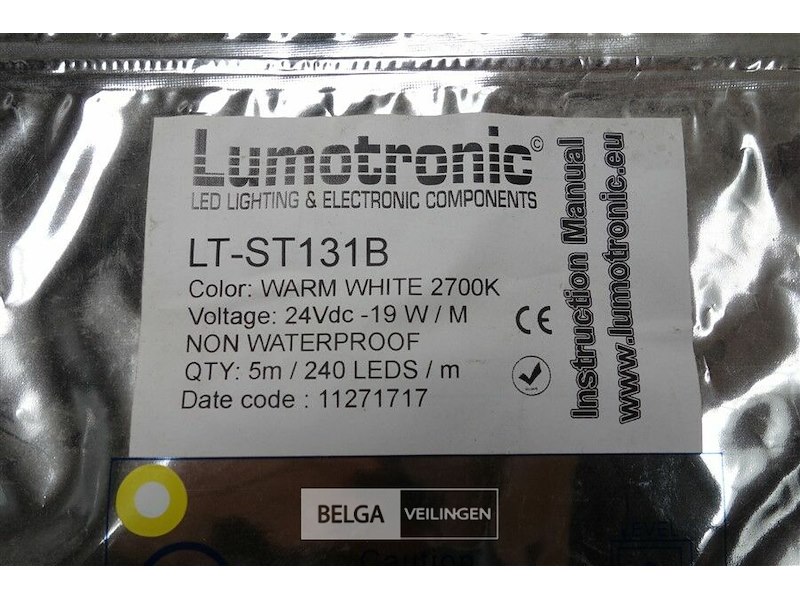 Lumotronic©
LED LIGHTING & ELECTRONIC COMPONENTS
LT-ST131B
Color: WARM WHITE 2700K
Voltage: 24Vdc -19 W / M
NON WATERPROOF
QTY: 5m / 240 LEDS / m
Date code : 11271717
CE
Instruction Manual
www.lumotronic.eu
BELGA VEILINGEN
Caution